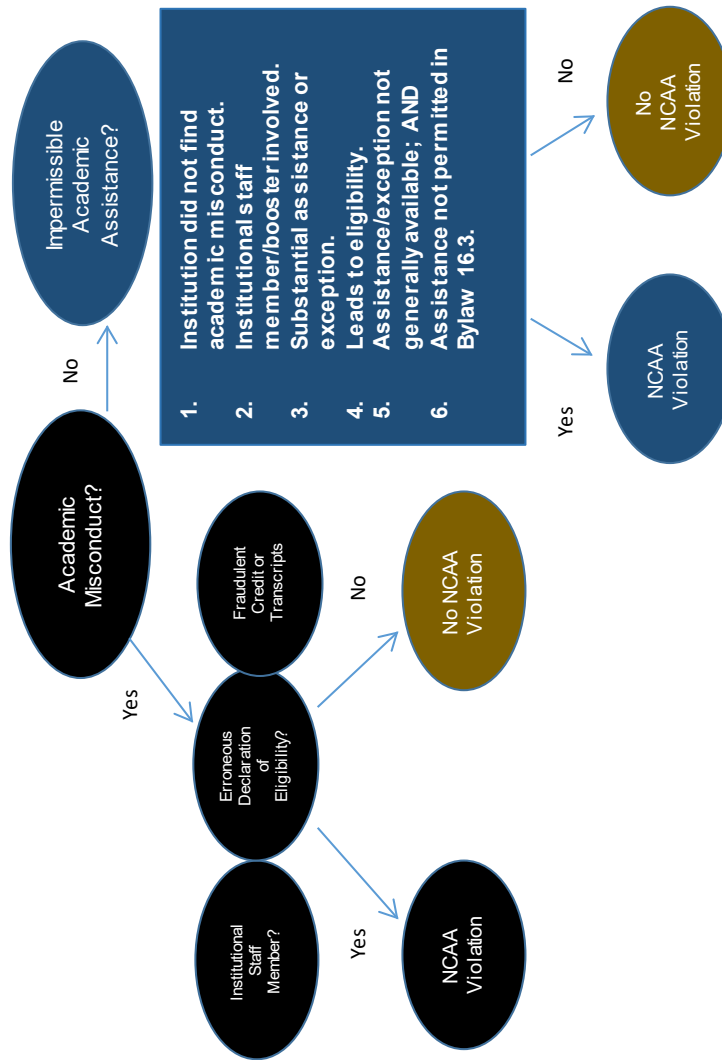 Academic
Misconduct?
No
Impermissible
Academic
Assistance?
Yes
Institutional
Staff
Member?
Erroneous
Declaration
of
Eligibility?
Fraudulent
Credit or
Transcripts
Yes
No
NCAA
Violation
No NCAA
Violation
1. Institution did not find
academic misconduct.
2. Institutional staff
member/booster involved.
3. Substantial assistance or
exception.
4. Leads to eligibility.
5. Assistance/exception not
generally available; AND
6. Assistance not permitted in
Bylaw 16.3.
Yes
No
NCAA
Violation
No
NCAA
Violation